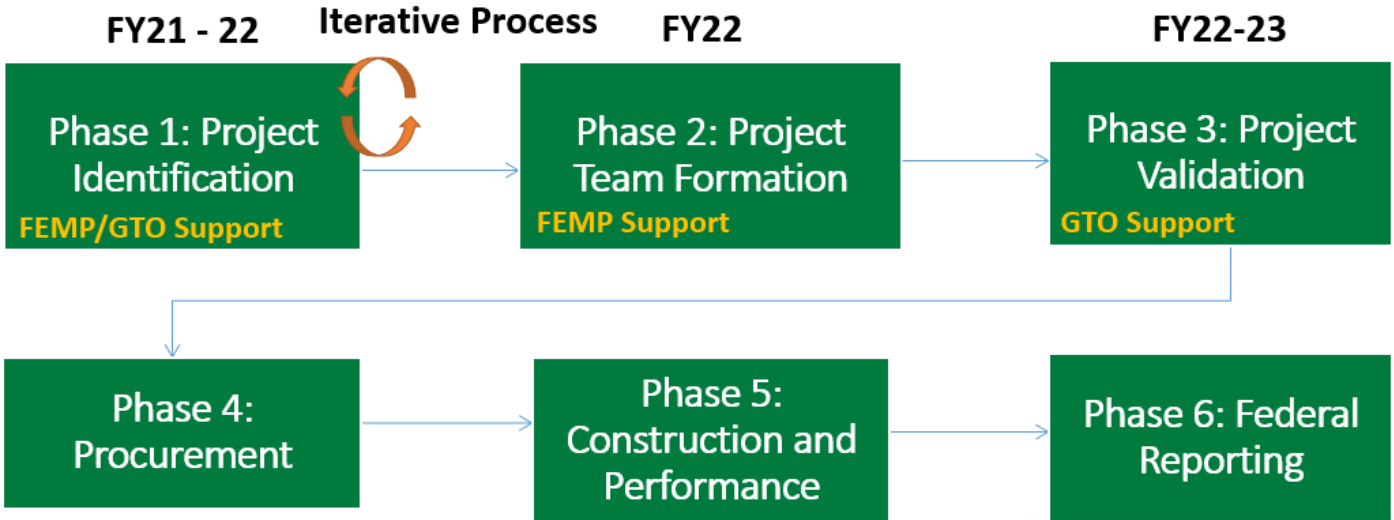 FY21 - 22
Iterative Process
FY22
FY22-23
Phase 1: Project
Identification
FEMP/GTO Support
Phase 2: Project
Team Formation
FEMP Support
Phase 3: Project
Validation
GTO Support
Phase 4:
Procurement
Phase 5:
Construction and
Performance
Phase 6: Federal
Reporting